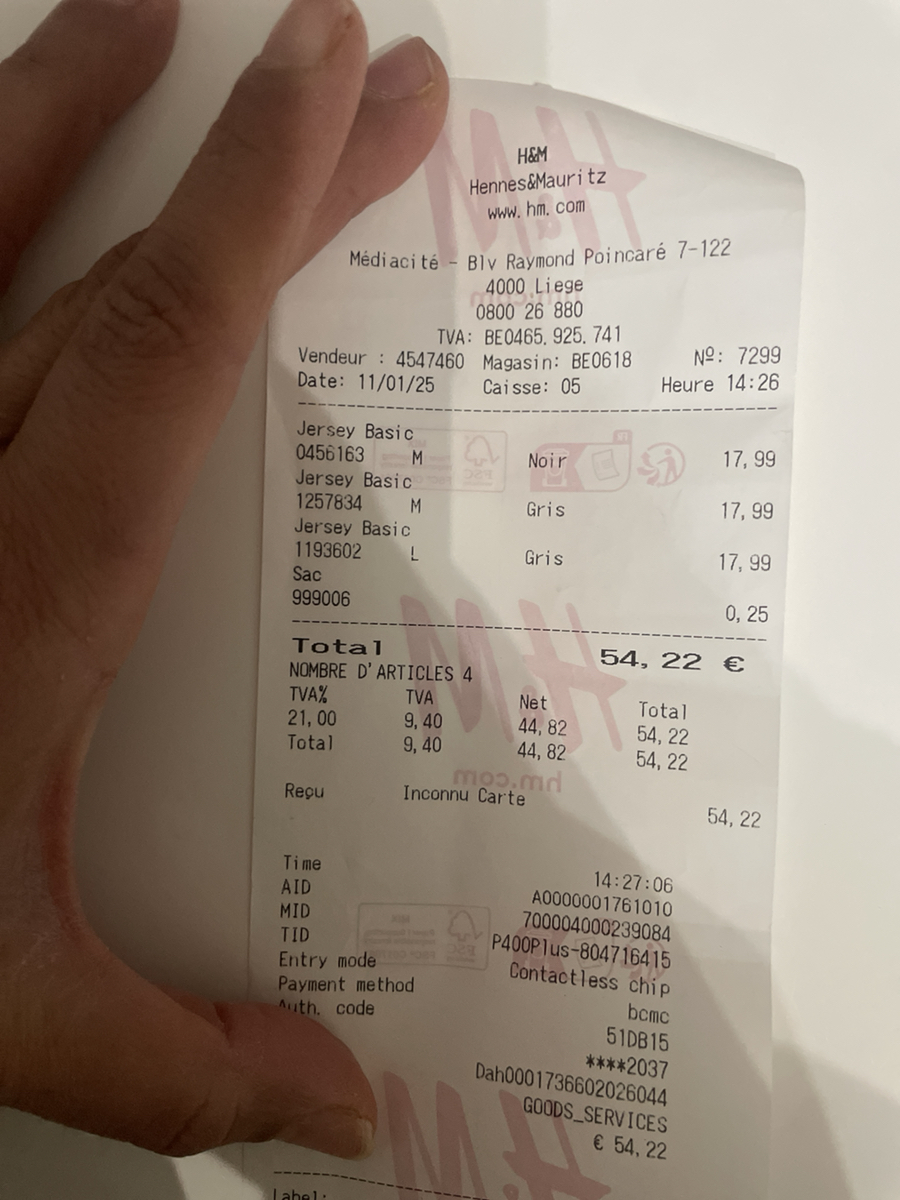 H&M
Hennes&Mauritz
www.hm.com
Médiacité - Blv Raymond Poincaré 7-122
4000 Liege
0800 26 880
TVA: BE0465.925.741
Vendeur : 4547460 Magasin: BE0618 Nº: 7299
Date: 11/01/25 Caisse: 05 Heure 14:26
Jersey Basic
0456163 M Noir 17,99
Jersey Basic
1257834 M Gris 17,99
Jersey Basic
1193602 L Gris 17,99
Sac
999006 0,25
Total 54,22 €
NOMBRE D'ARTICLES 4
TVA% TVA Net Total
21,00 9,40 44,82 54,22
Total 9,40 44,82 54,22
Reçu Inconnu Carte 54,22
Time 14:27:06
AID A0000001761010
MID 700004000239084
TID P400Plus-804716415
Entry mode Contactless chip
Payment method bcmc
Auth. code 51DB15
****2037
Dah0001736602026044
GOODS_SERVICES
€ 54,22
Label:
hm.com